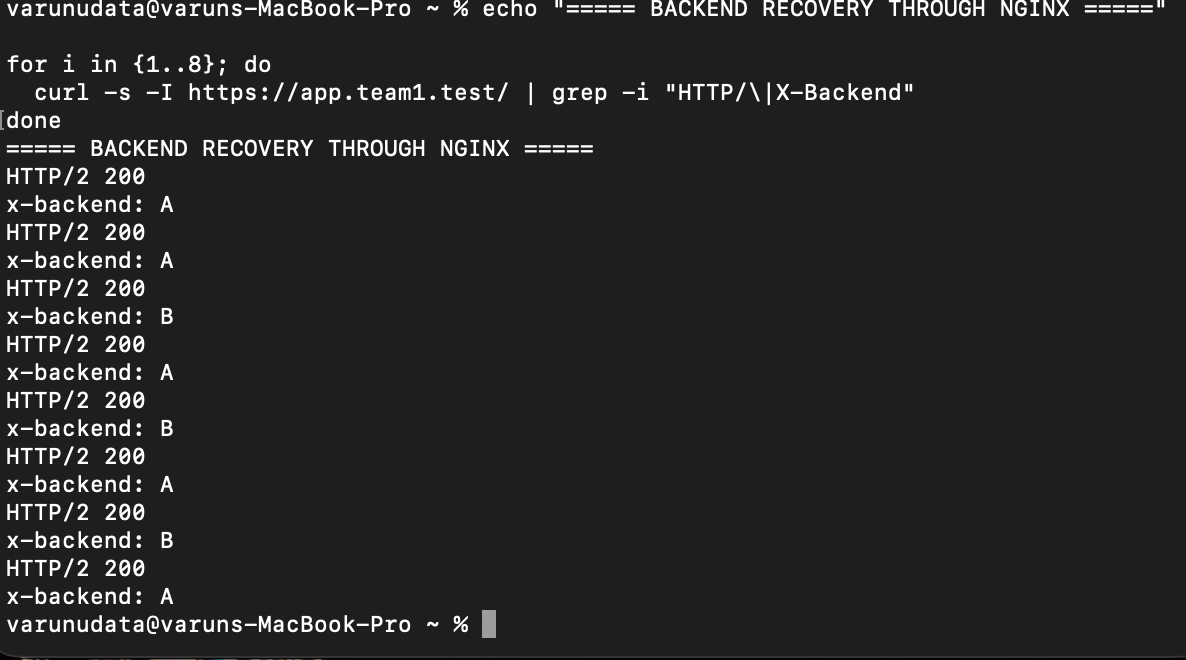 varunudata@varuns-MacBook-Pro ~ % echo "===== BACKEND RECOVERY THROUGH NGINX ====="
for i in {1..8}; do
  curl -s -I https://app.team1.test/ | grep -i "HTTP/\|X-Backend"
done
===== BACKEND RECOVERY THROUGH NGINX =====
HTTP/2 200
x-backend: A
HTTP/2 200
x-backend: A
HTTP/2 200
x-backend: B
HTTP/2 200
x-backend: A
HTTP/2 200
x-backend: B
HTTP/2 200
x-backend: A
HTTP/2 200
x-backend: B
HTTP/2 200
x-backend: A
varunudata@varuns-MacBook-Pro ~ %